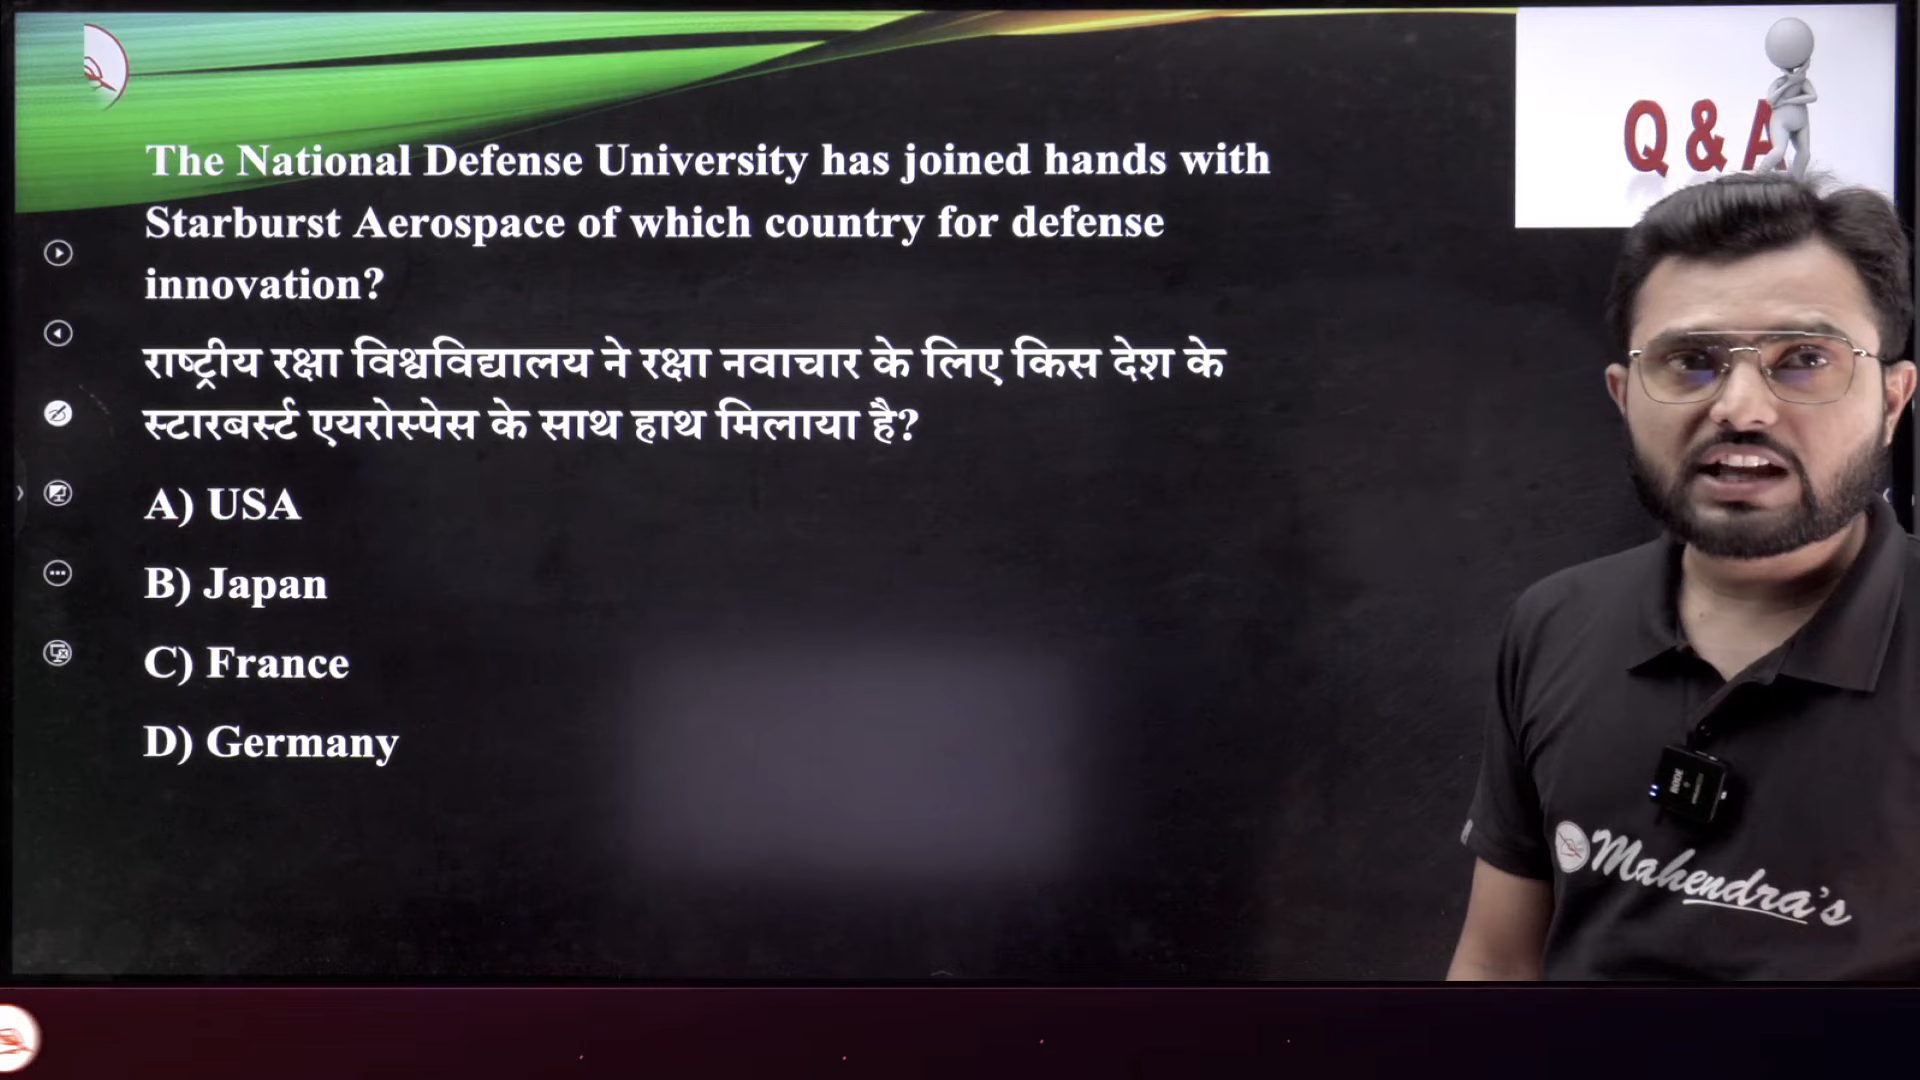 Q & A
The National Defense University has joined hands with
Starburst Aerospace of which country for defense
innovation?
राष्ट्रीय रक्षा विश्वविद्यालय ने रक्षा नवाचार के लिए किस देश के
स्टारबर्स्ट एयरोस्पेस के साथ हाथ मिलाया है?
A) USA
B) Japan
C) France
D) Germany
RODE
Mahendra's